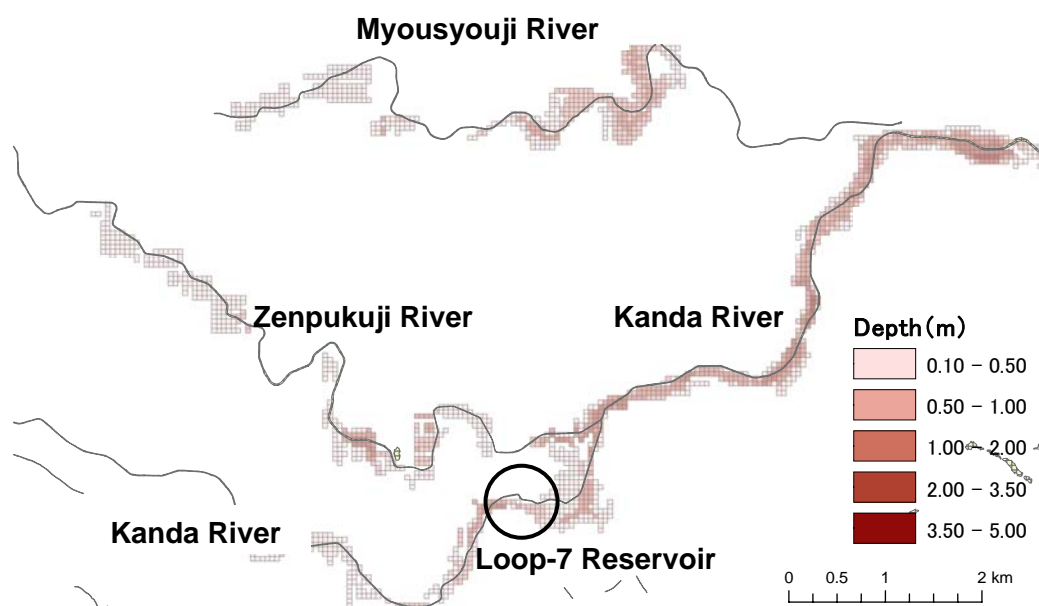 Myousyouji River
Zenpukuji River
Kanda River
Depth(m)
0.10 − 0.50
0.50 − 1.00
1.00 − 2.00
2.00 − 3.50
3.50 − 5.00
Kanda River
Loop-7 Reservoir
0 0.5 1 2 km